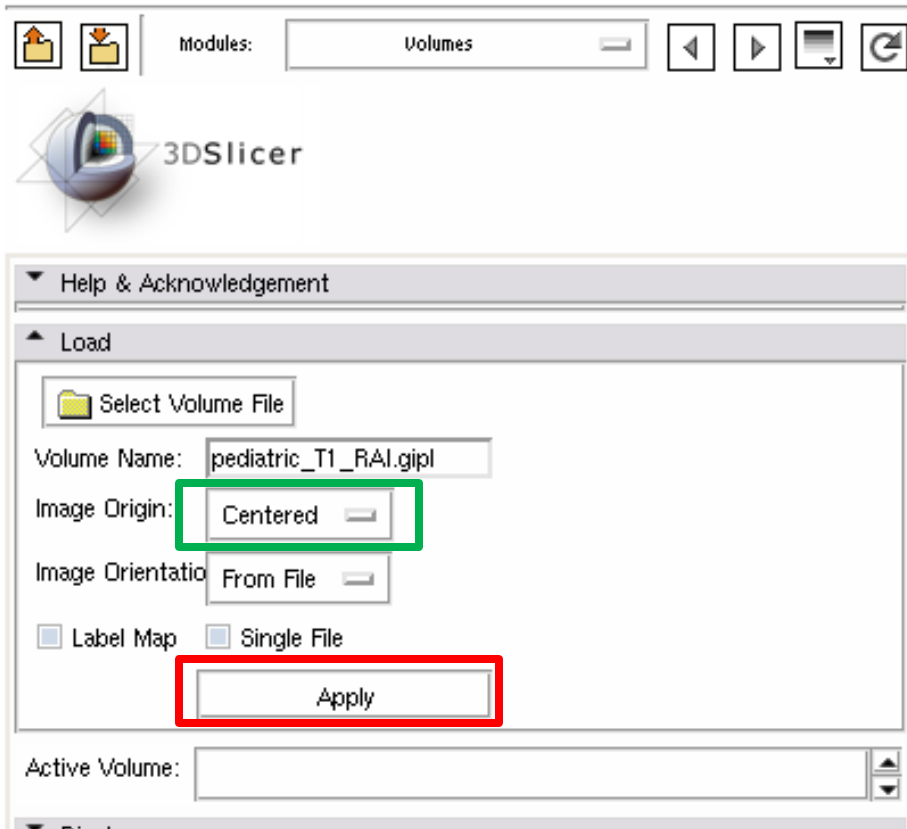 Modules: Volumes
3DSlicer
Help & Acknowledgement
Load
Select Volume File
Volume Name: pediatric_T1_RAI.gipl
Image Origin: Centered
Image Orientatio From File
Label Map Single File
Apply
Active Volume: